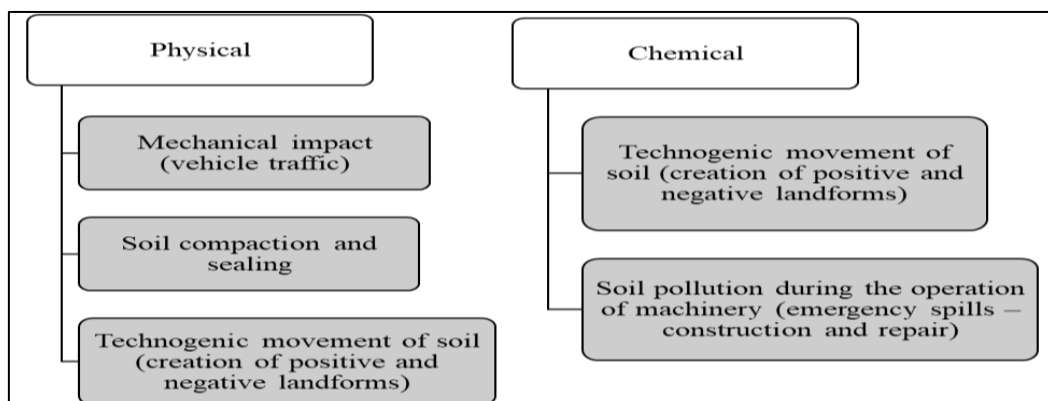 Physical
Mechanical impact
(vehicle traffic)
Soil compaction and
sealing
Technogenic movement of soil
(creation of positive and
negative landforms)
Chemical
Technogenic movement of
soil (creation of positive and
negative landforms)
Soil pollution during the operation
of machinery (emergency spills –
construction and repair)